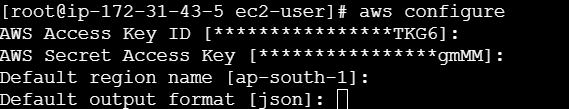 [root@ip-172-31-43-5 ec2-user]# aws configure
AWS Access Key ID [****************TKG6]:
AWS Secret Access Key [****************gmMM]:
Default region name [ap-south-1]:
Default output format [json]: